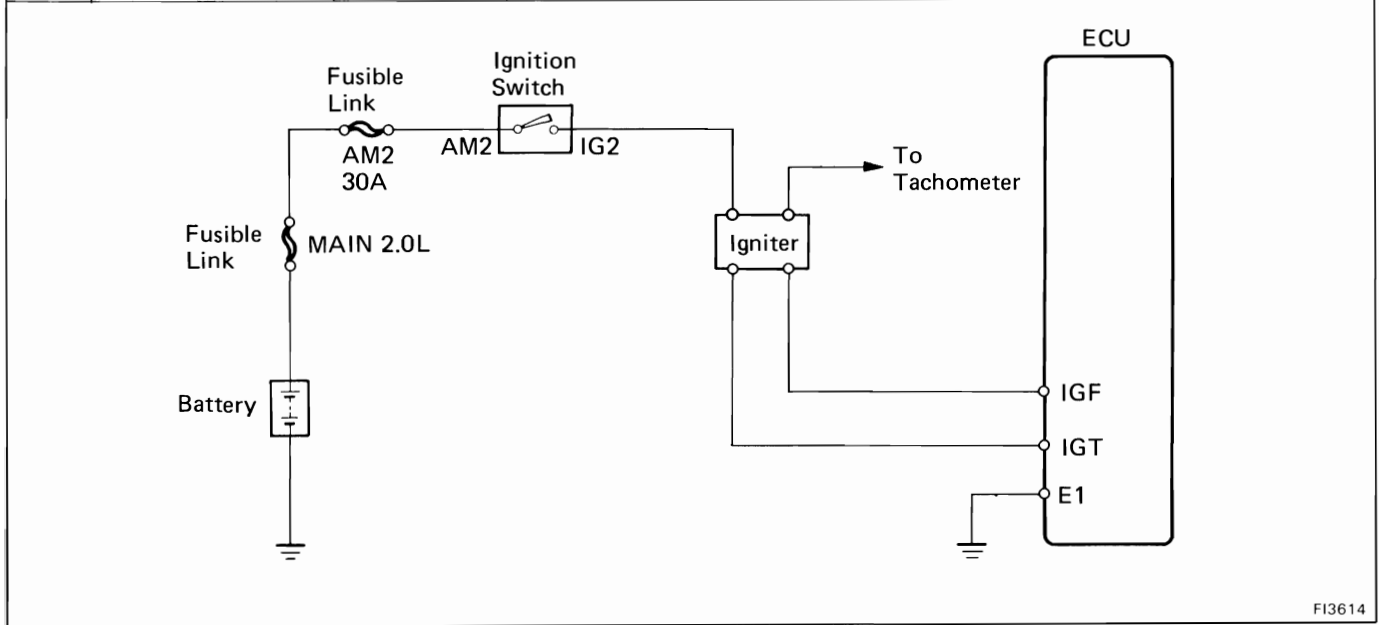 ECU
Ignition
Switch
Fusible
Link
AM2
IG2
AM2
30A
To
Tachometer
Igniter
Fusible
Link
MAIN 2.0L
Battery
IGF
IGT
E1
FI3614